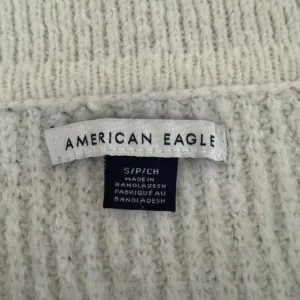 AMERICAN EAGLE
S/P/CH
MADE IN
BANGLADESH
FABRIQUÉ AU
BANGLADESH